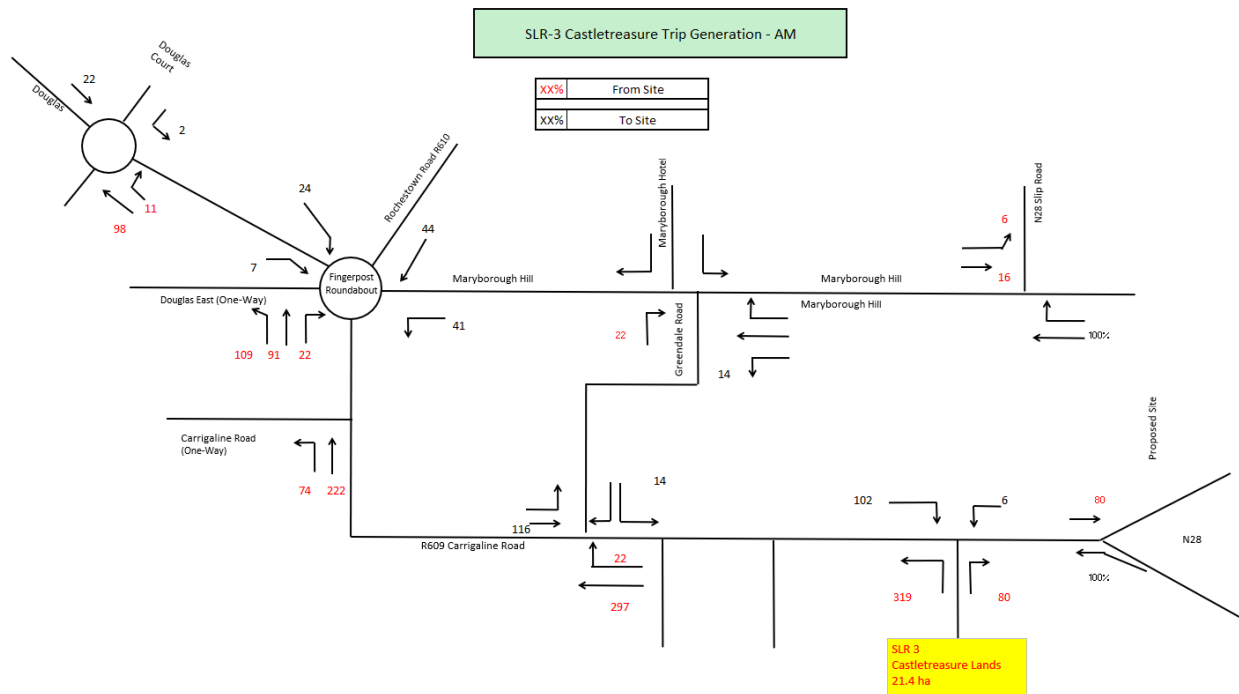 SLR-3 Castletreasure Trip Generation - AM
XX%
From Site
XX%
To Site
Douglas
Court
Douglas
22
2
11
98
24
Rochestown Road R610
44
7
Fingerpost
Roundabout
Douglas East (One-Way)
109
91
22
41
Maryborough Hill
Maryborough Hotel
22
Greendale Road
14
Maryborough Hill
Maryborough Hill
6
16
N28 Slip Road
100%
Carrigaline Road
(One-Way)
74
222
116
14
R609 Carrigaline Road
22
297
102
6
80
Proposed Site
N28
100%
319
80
SLR 3
Castletreasure Lands
21.4 ha